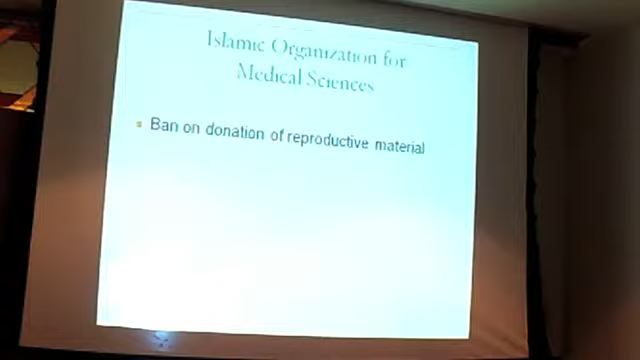 Islamic Organization for
Medical Sciences
Ban on donation of reproductive material